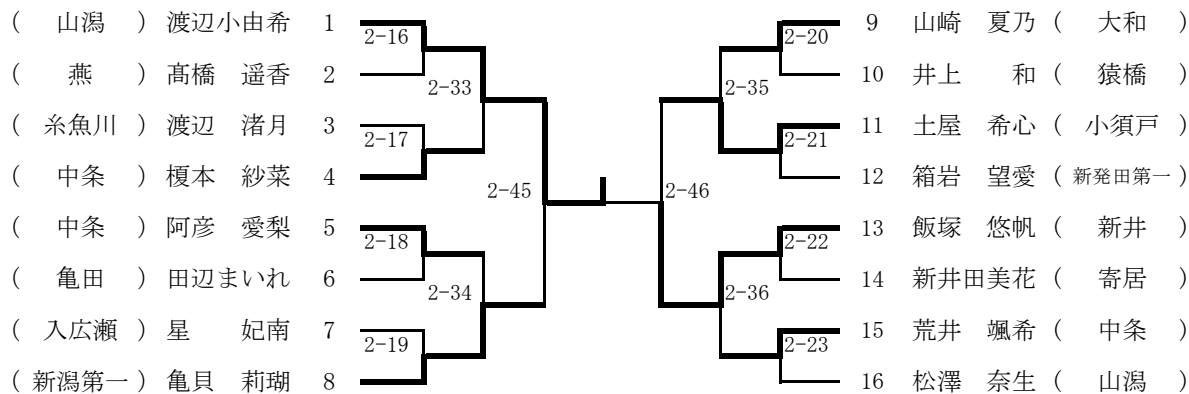 ( 山潟 ) 渡辺小由希 1
2-16
( 燕 ) 髙橋 遥香 2
2-33
( 糸魚川 ) 渡辺 渚月 3
2-17
( 中条 ) 榎本 紗菜 4
2-45
( 中条 ) 阿彦 愛梨 5
2-18
( 亀田 ) 田辺まいれ 6
2-34
( 入広瀬 ) 星 妃南 7
2-19
( 新潟第一 ) 亀貝 莉瑚 8
9 山崎 夏乃 ( 大和 )
2-20
10 井上 和 ( 猿橋 )
2-35
11 土屋 希心 ( 小須戸 )
2-21
12 箱岩 望愛 ( 新発田第一 )
2-46
13 飯塚 悠帆 ( 新井 )
2-22
14 新井田美花 ( 寄居 )
2-36
15 荒井 颯希 ( 中条 )
2-23
16 松澤 奈生 ( 山潟 )